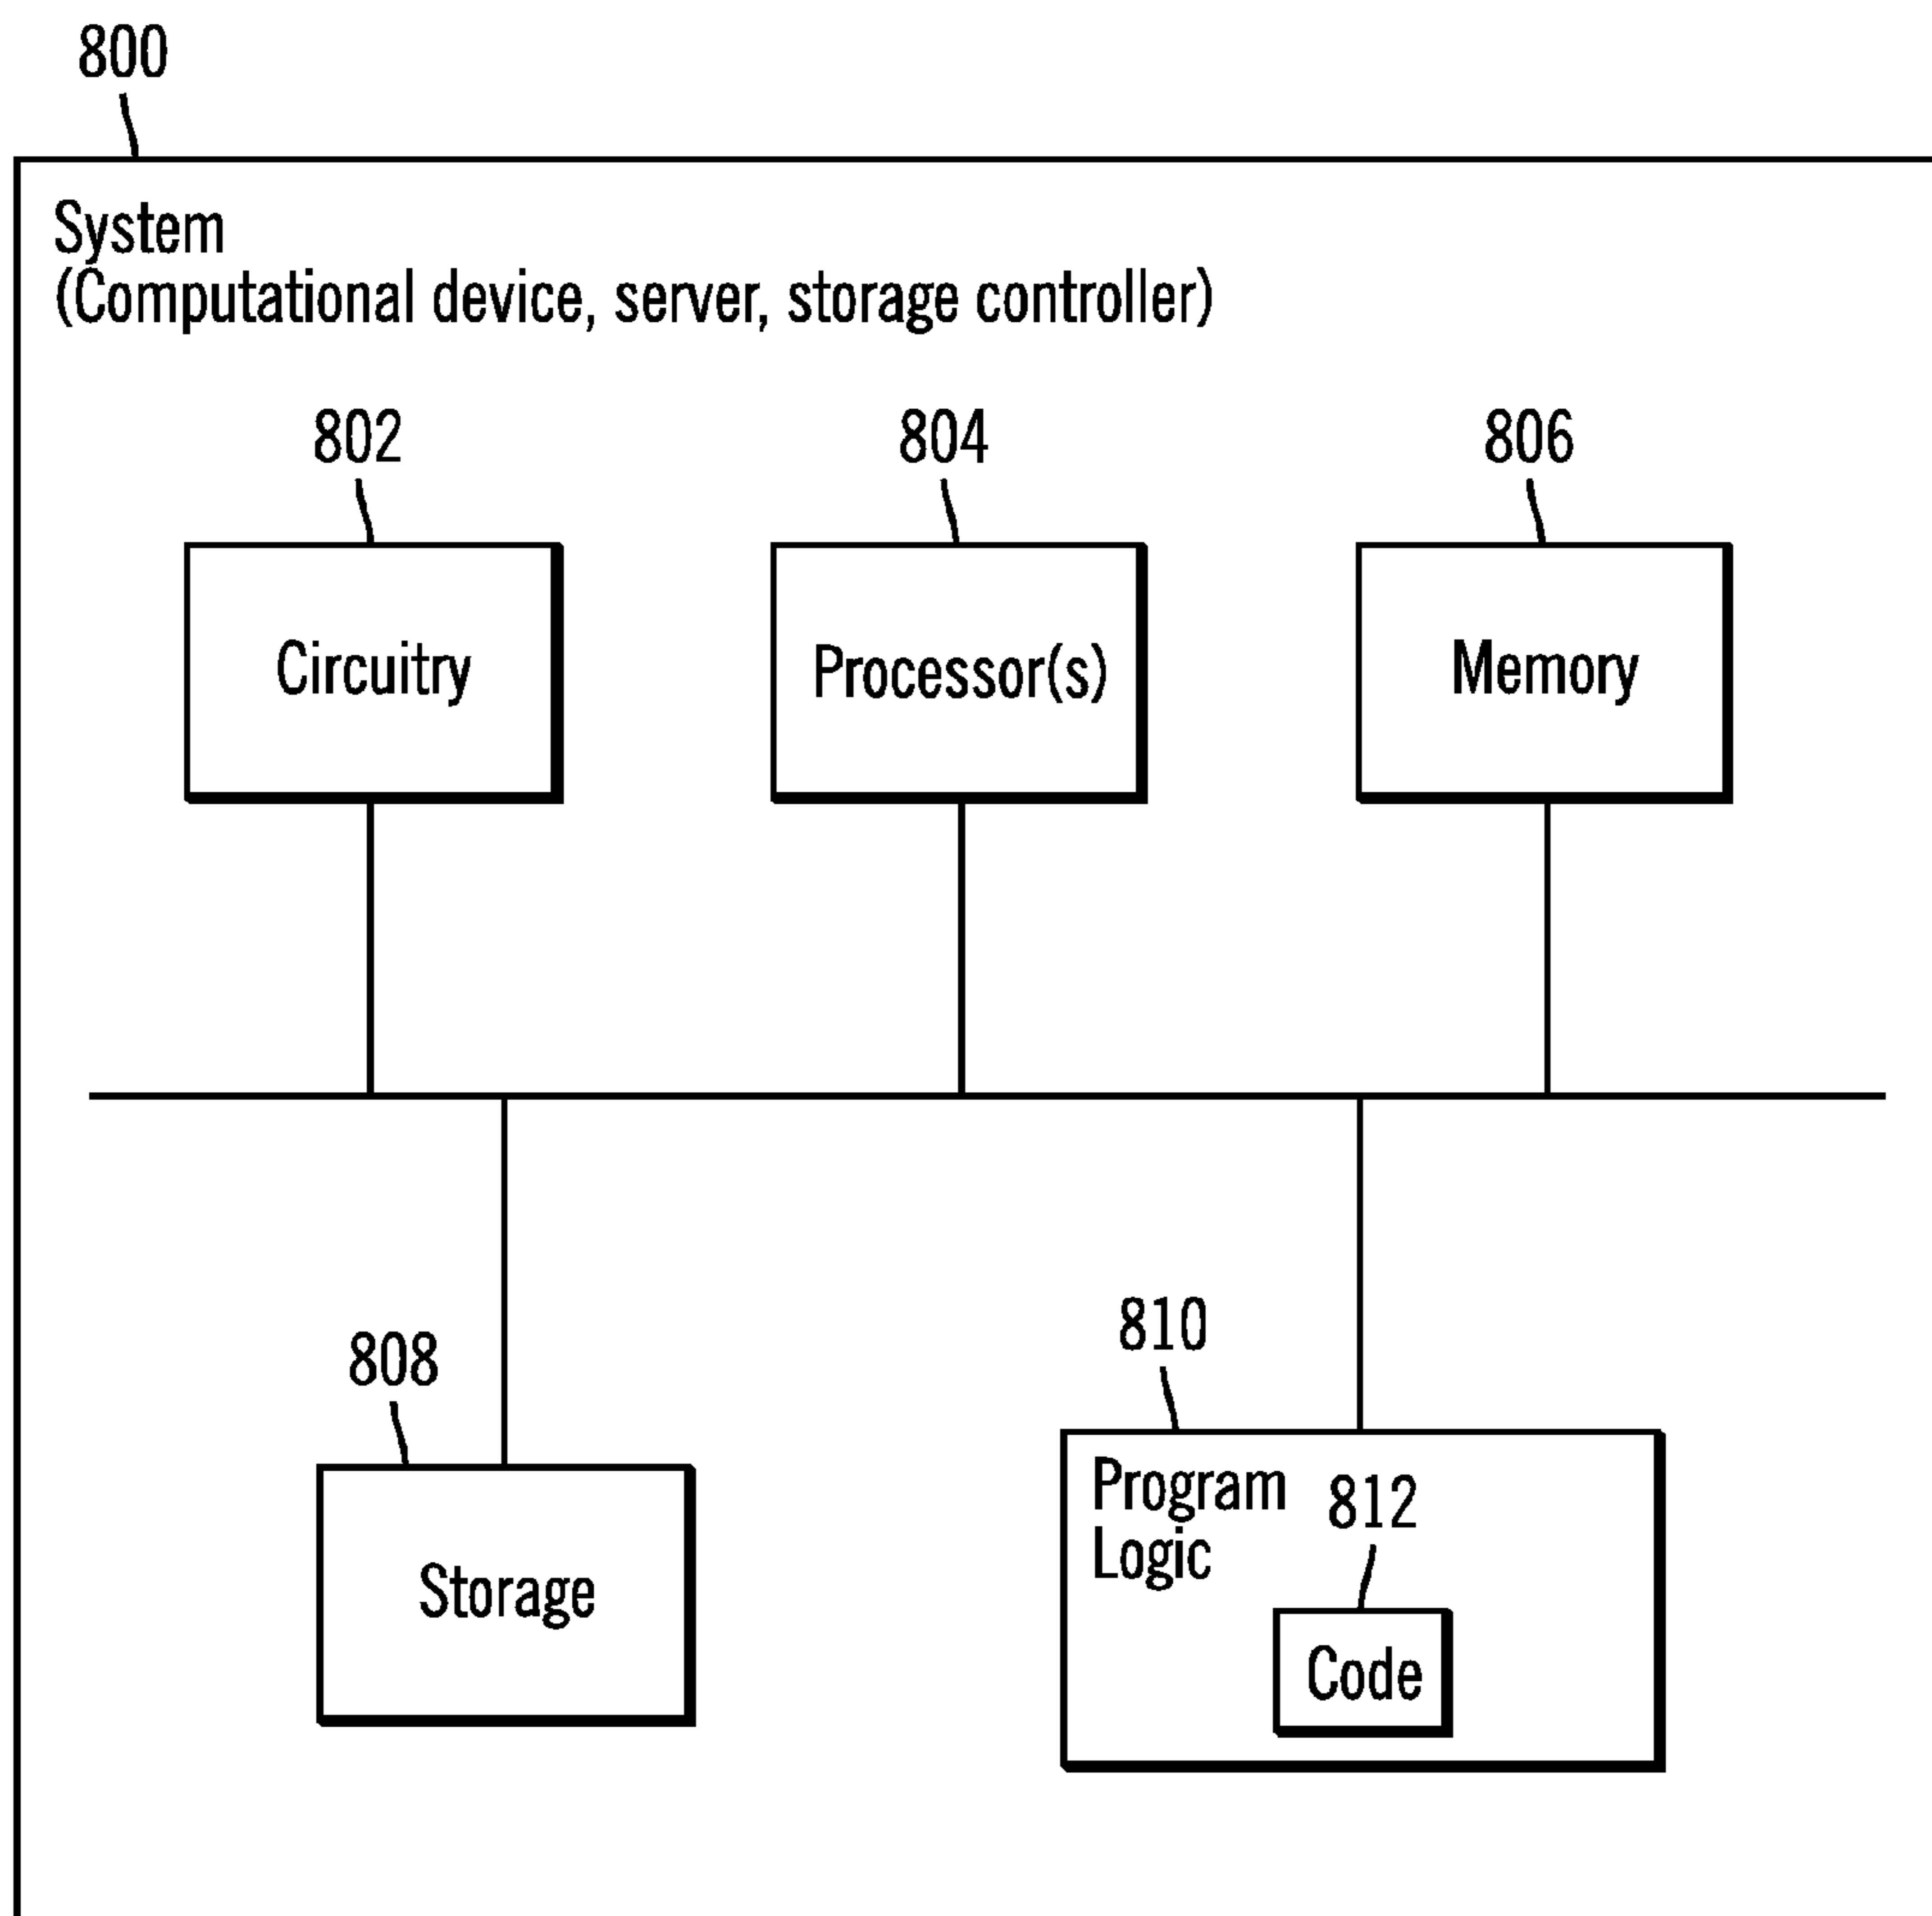 800
System
(Computational device, server, storage controller)
802
804
806
Circuitry
Processor(s)
Memory
808
810
Storage
Program
Logic
812
Code